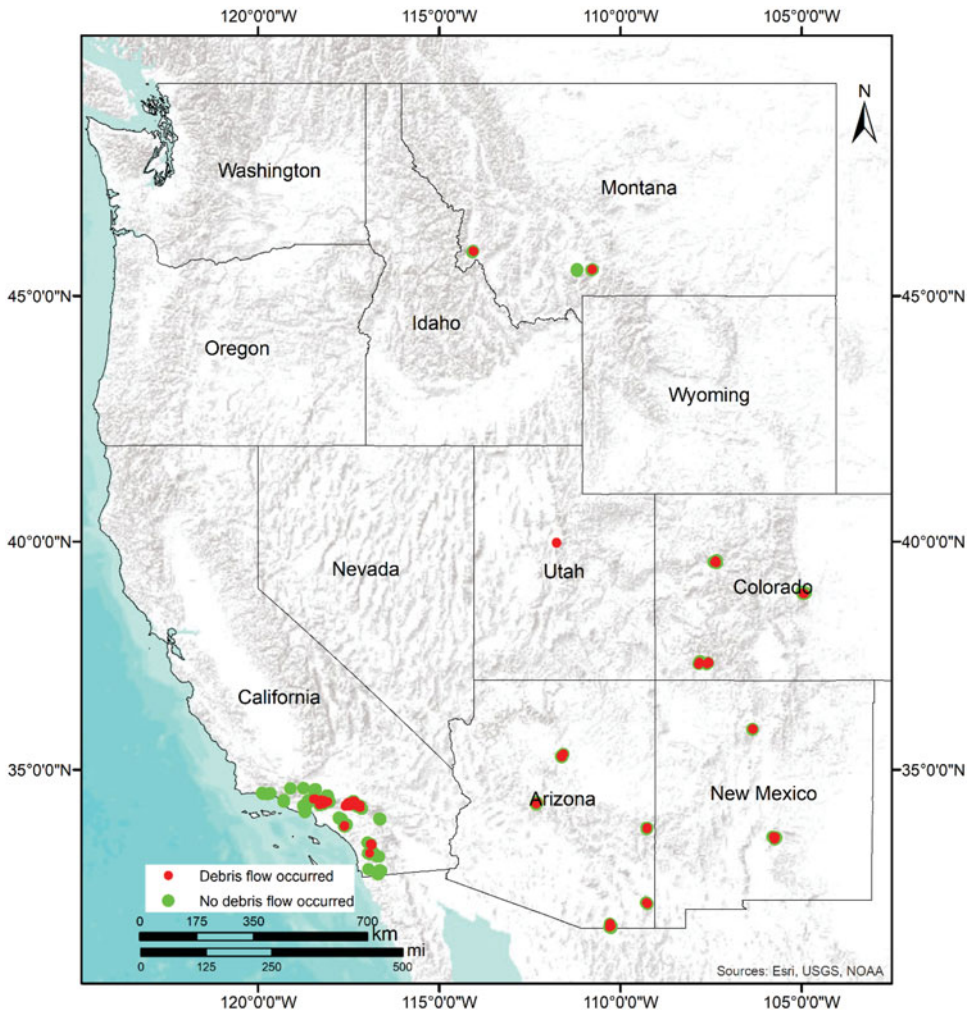 120°0'0"W 115°0'0"W 110°0'0"W 105°0'0"W
N
Washington
Montana
45°0'0"N 45°0'0"N
Idaho
Oregon
Wyoming
40°0'0"N 40°0'0"N
Nevada
Utah
Colorado
California
35°0'0"N 35°0'0"N
Arizona
New Mexico
Debris flow occurred
No debris flow occurred
0 175 350 700
km
mi
0 125 250 500
Sources: Esri, USGS, NOAA
120°0'0"W 115°0'0"W 110°0'0"W 105°0'0"W